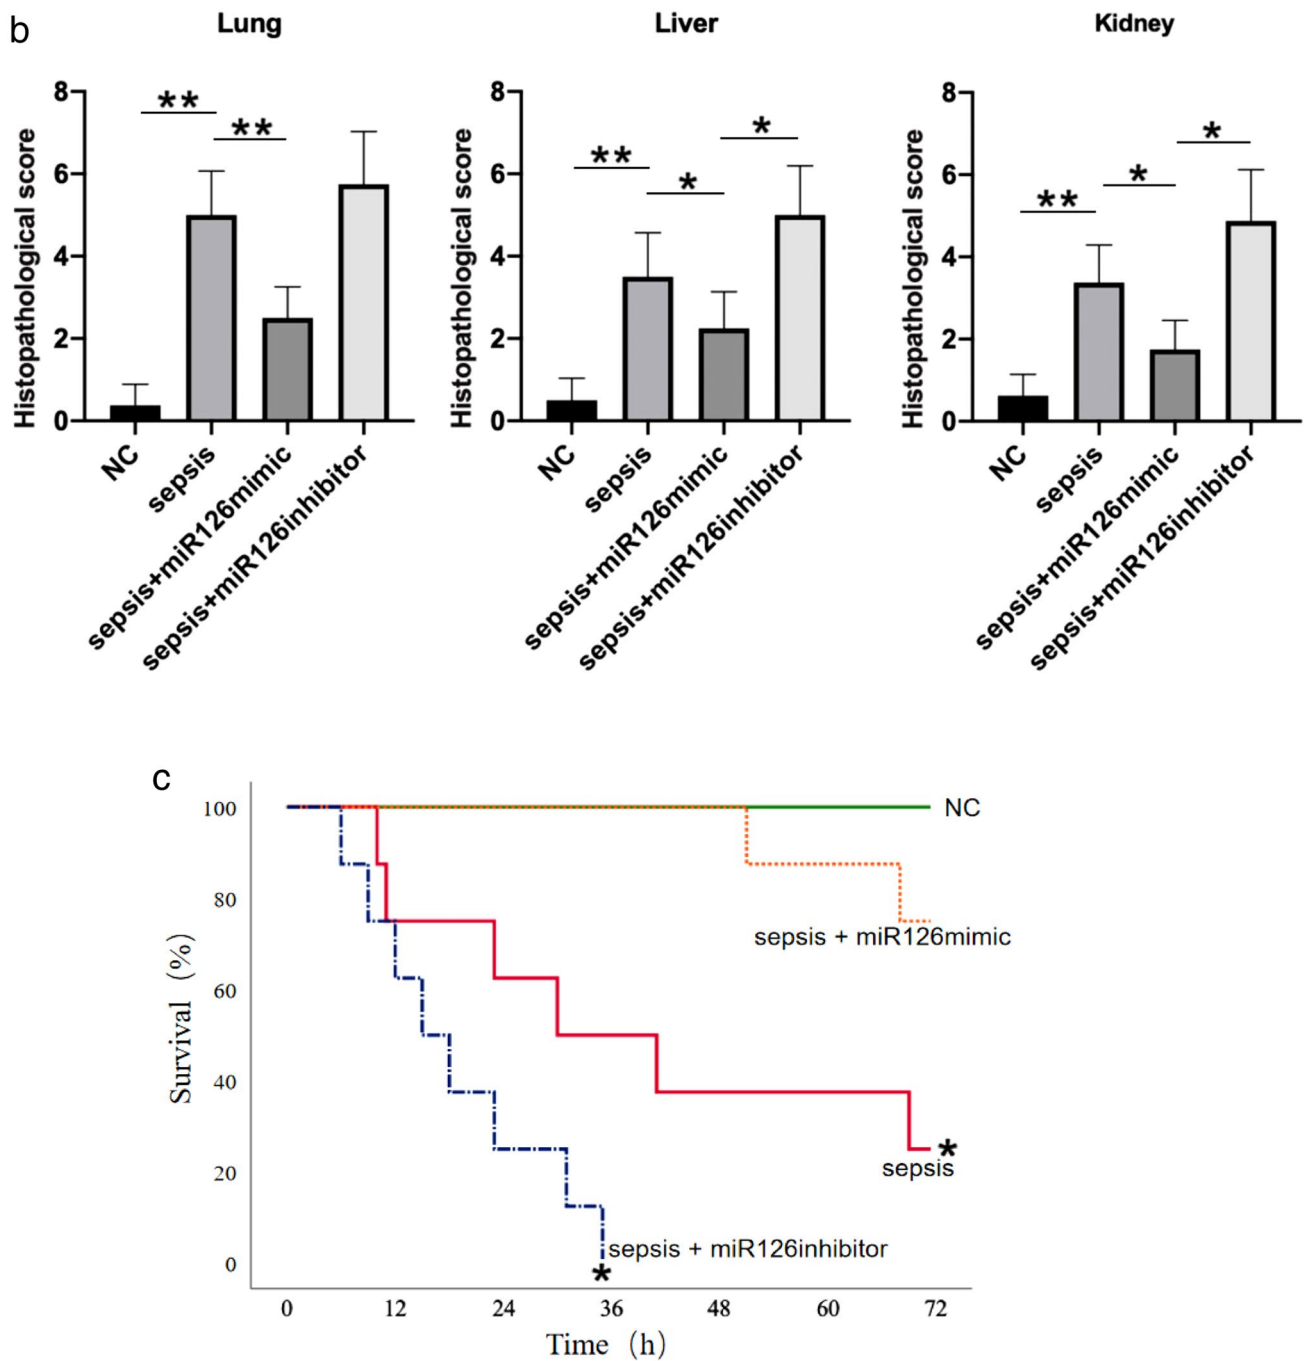 b
Lung
Histopathological score
8
6
4
2
0
**
**
NC
sepsis
sepsis+miR126mimic
sepsis+miR126inhibitor
Liver
Histopathological score
8
6
4
2
0
**
*
*
NC
sepsis
sepsis+miR126mimic
sepsis+miR126inhibitor
Kidney
Histopathological score
8
6
4
2
0
**
*
*
NC
sepsis
sepsis+miR126mimic
sepsis+miR126inhibitor
c
Survival (%)
100
80
60
40
20
0
NC
sepsis + miR126mimic
*
sepsis
sepsis + miR126inhibitor
*
0 12 24 36 48 60 72
Time (h)